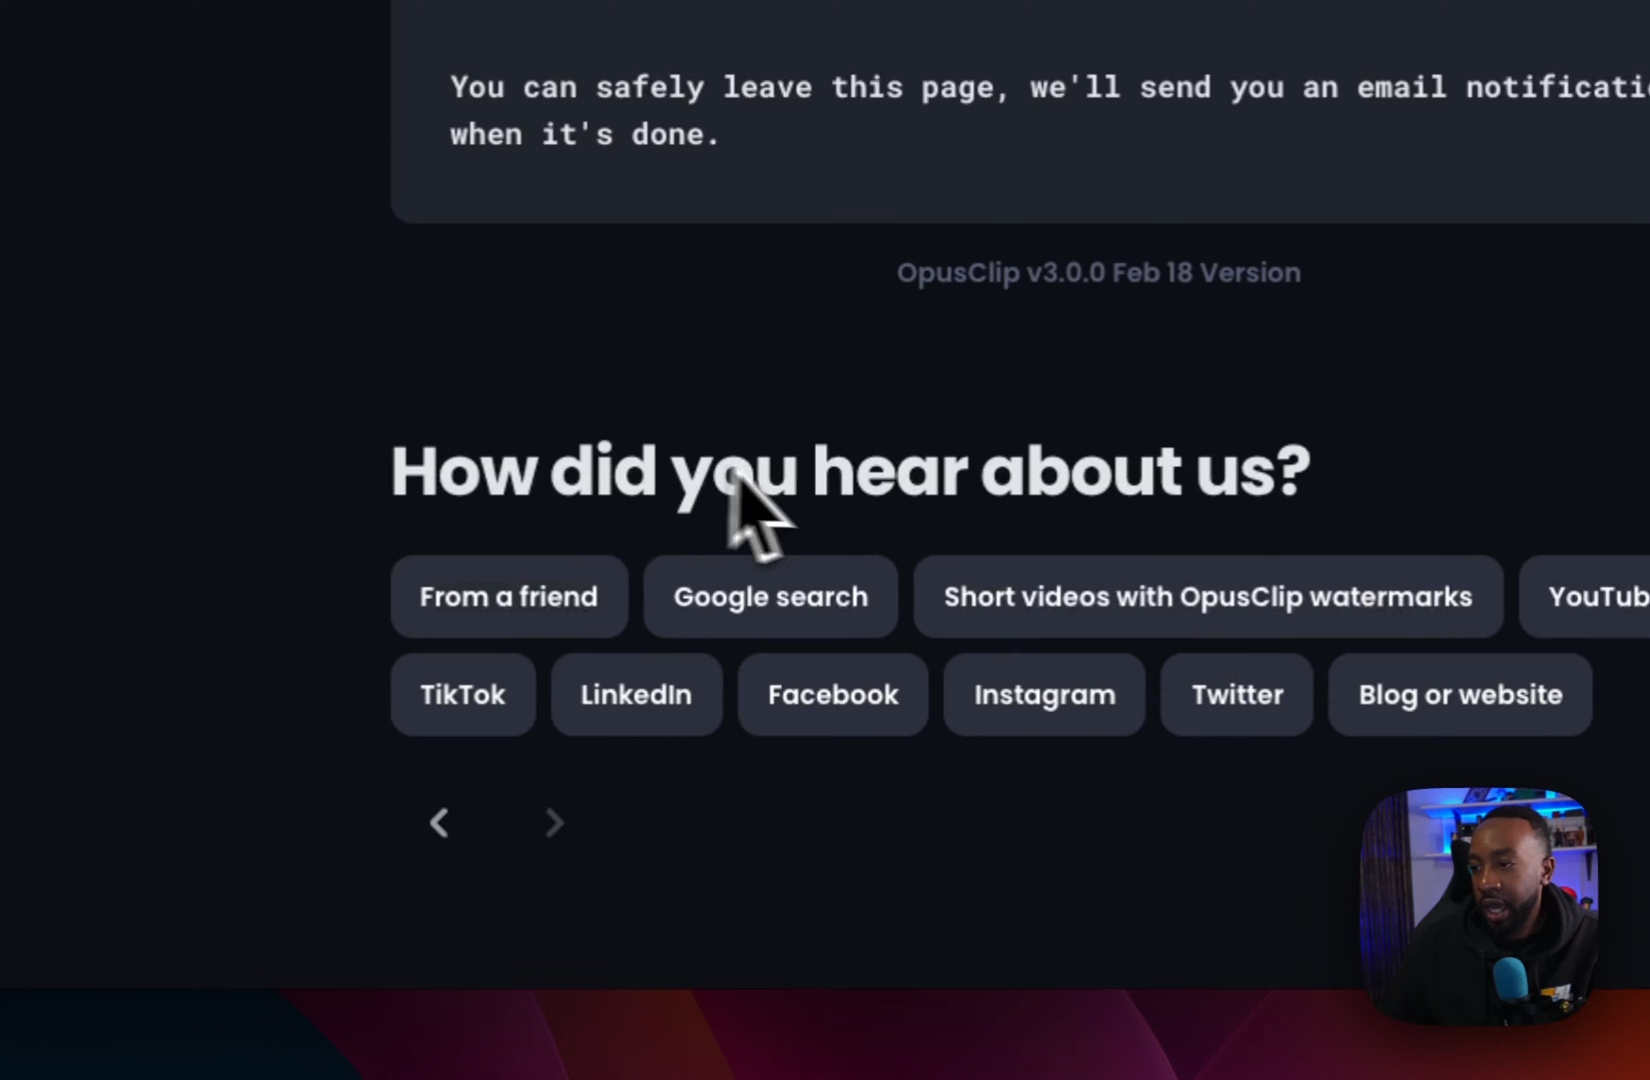 You can safely leave this page, we'll send you an email
when it's done.
OpusClip v3.0.0 Feb 18 Version
How did you hear about us?
From a friend
Google search
Short videos with OpusClip watermarks
TikTok
LinkedIn
Facebook
Instagram
Twitter
Blog or website